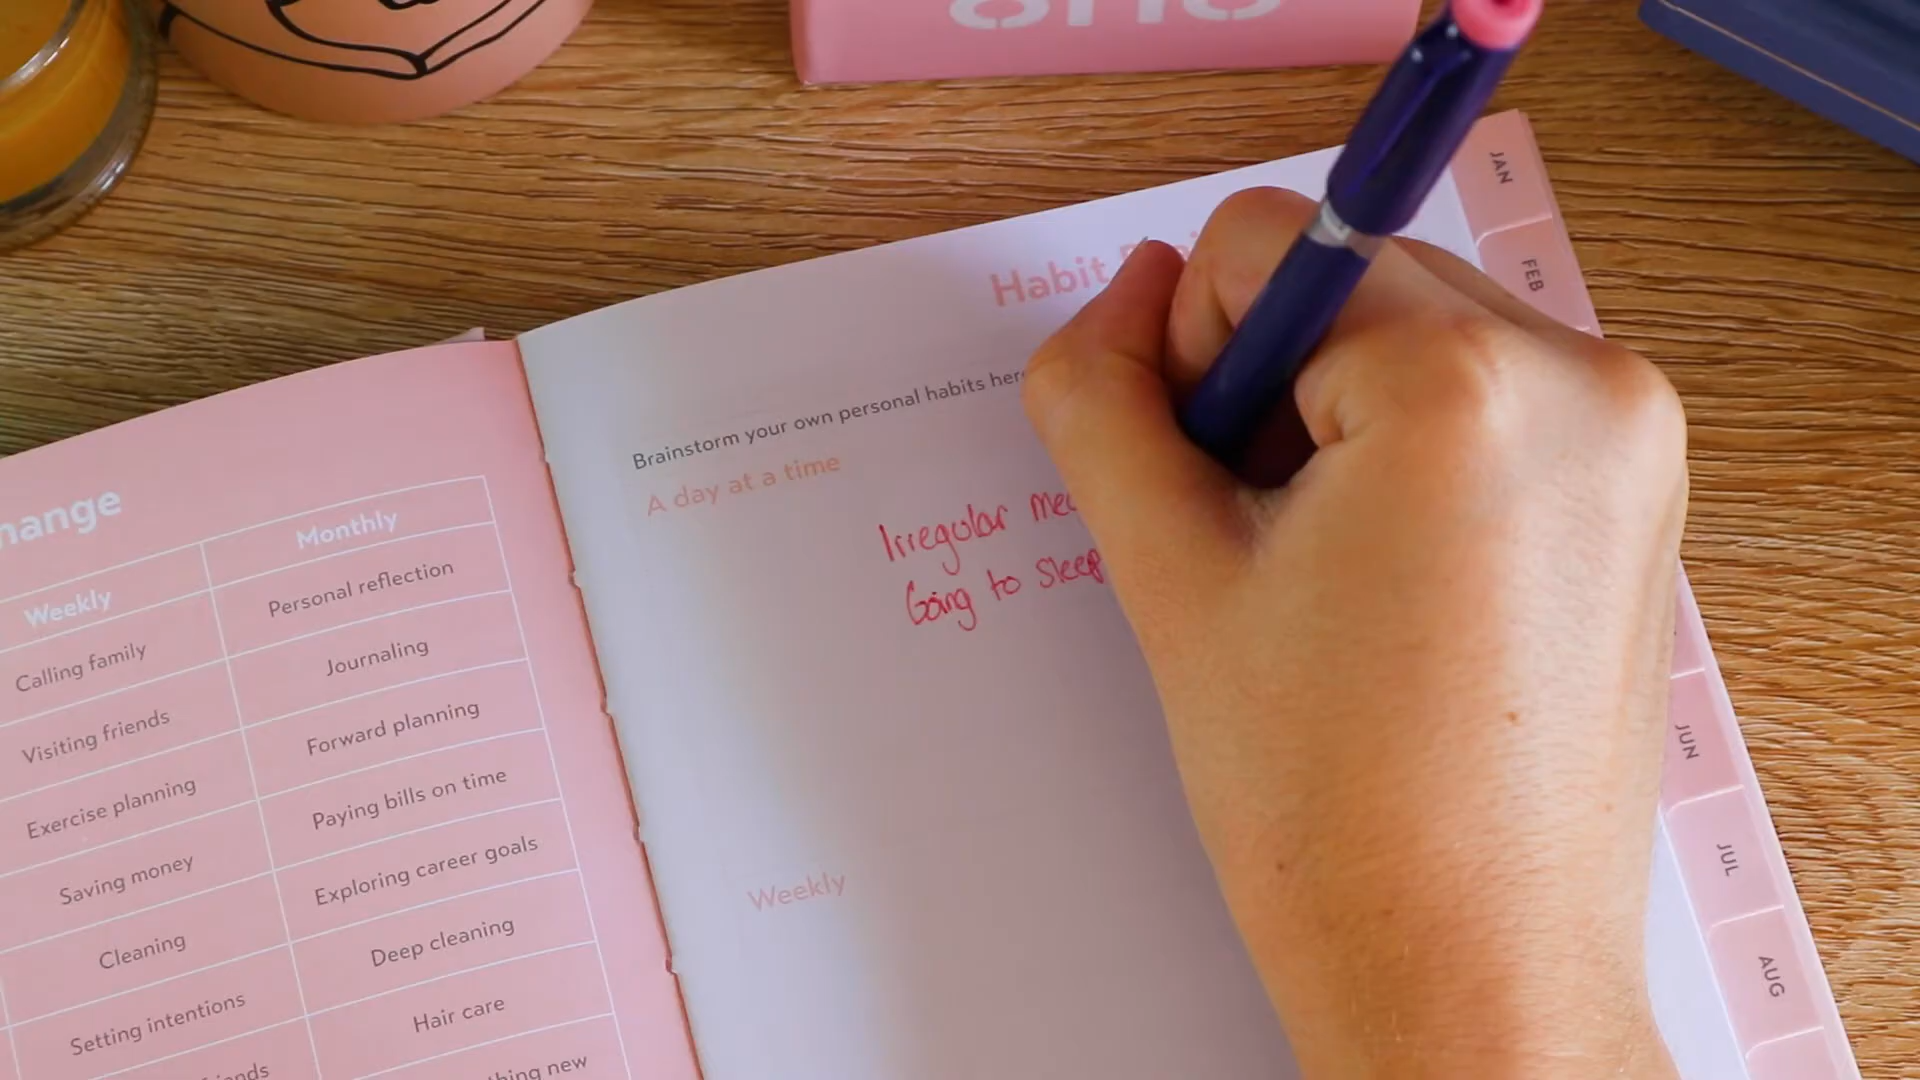 Weekly
Monthly
Calling family
Personal reflection
Visiting friends
Journaling
Exercise planning
Forward planning
Saving money
Paying bills on time
Cleaning
Exploring career goals
Setting intentions
Deep cleaning
Hair care
new
Habit
Brainstorm your own personal habits
A day at a time
Irregular
Going to sleep
Weekly
JAN
FEB
JUN
JUL
AUG